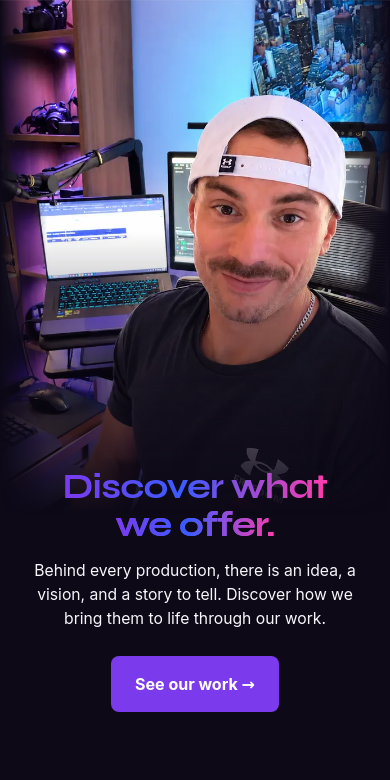 Discover what
we offer.
Behind every production, there is an idea, a
vision, and a story to tell. Discover how we
bring them to life through our work.
See our work →